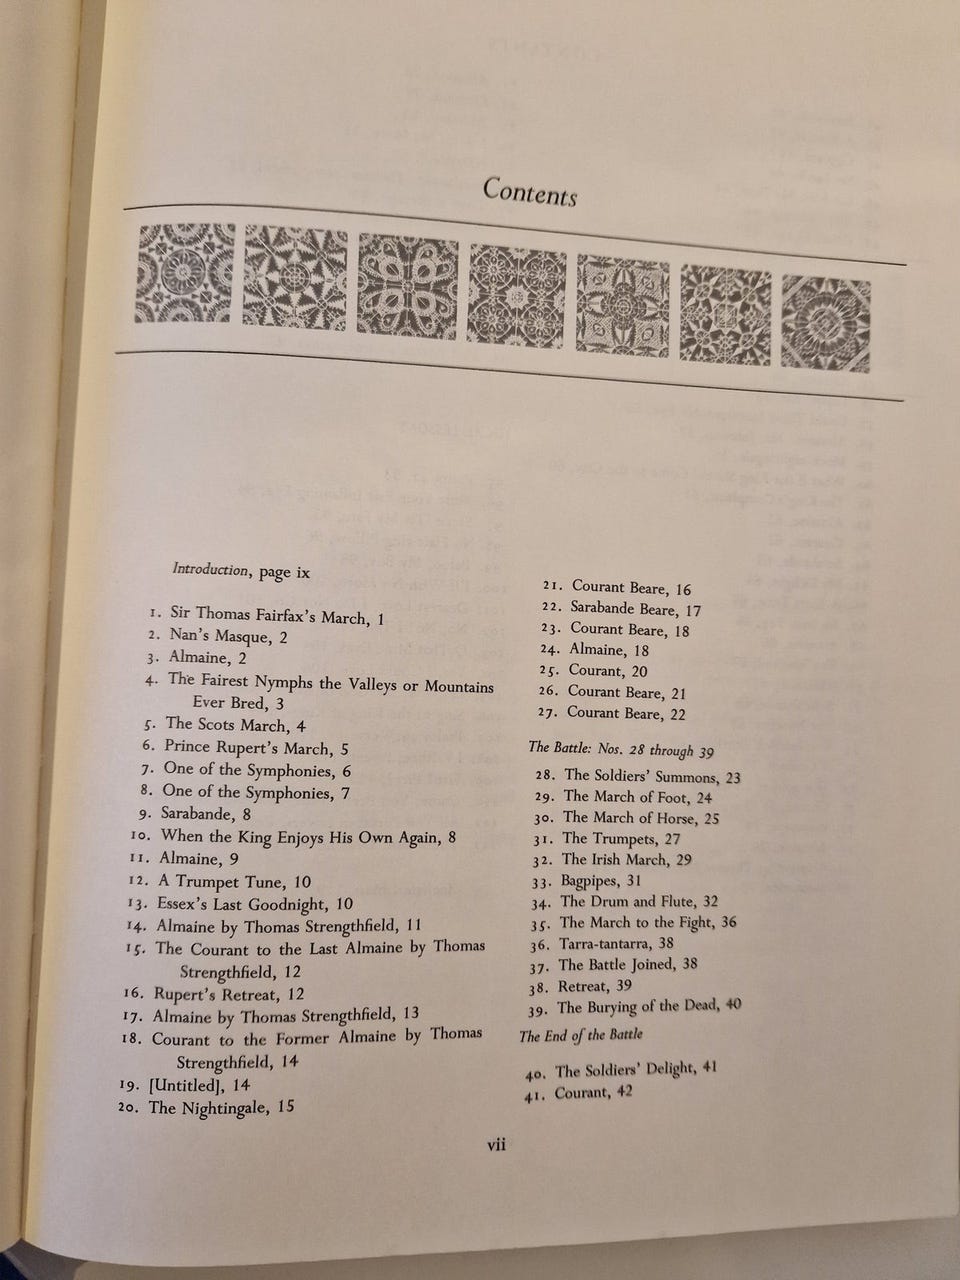 Contents
Introduction, page ix
1. Sir Thomas Fairfax's March, 1
2. Nan's Masque, 2
3. Almaine, 2
4. The Fairest Nymphs the Valleys or Mountains
Ever Bred, 3
5. The Scots March, 4
6. Prince Rupert's March, 5
7. One of the Symphonies, 6
8. One of the Symphonies, 7
9. Sarabande, 8
10. When the King Enjoys His Own Again, 8
11. Almaine, 9
12. A Trumpet Tune, 10
13. Essex's Last Goodnight, 10
14. Almaine by Thomas Strengthfield, 11
15. The Courant to the Last Almaine by Thomas
Strengthfield, 12
16. Rupert's Retreat, 12
17. Almaine by Thomas Strengthfield, 13
18. Courant to the Former Almaine by Thomas
Strengthfield, 14
19. [Untitled], 14
20. The Nightingale, 15
21. Courant Beare, 16
22. Sarabande Beare, 17
23. Courant Beare, 18
24. Almaine, 18
25. Courant, 20
26. Courant Beare, 21
27. Courant Beare, 22
The Battle: Nos. 28 through 39
28. The Soldiers' Summons, 23
29. The March of Foot, 24
30. The March of Horse, 25
31. The Trumpets, 27
32. The Irish March, 29
33. Bagpipes, 31
34. The Drum and Flute, 32
35. The March to the Fight, 36
36. Tarra-tantarra, 38
37. The Battle Joined, 38
38. Retreat, 39
39. The Burying of the Dead, 40
The End of the Battle
40. The Soldiers' Delight, 41
41. Courant, 42
vii